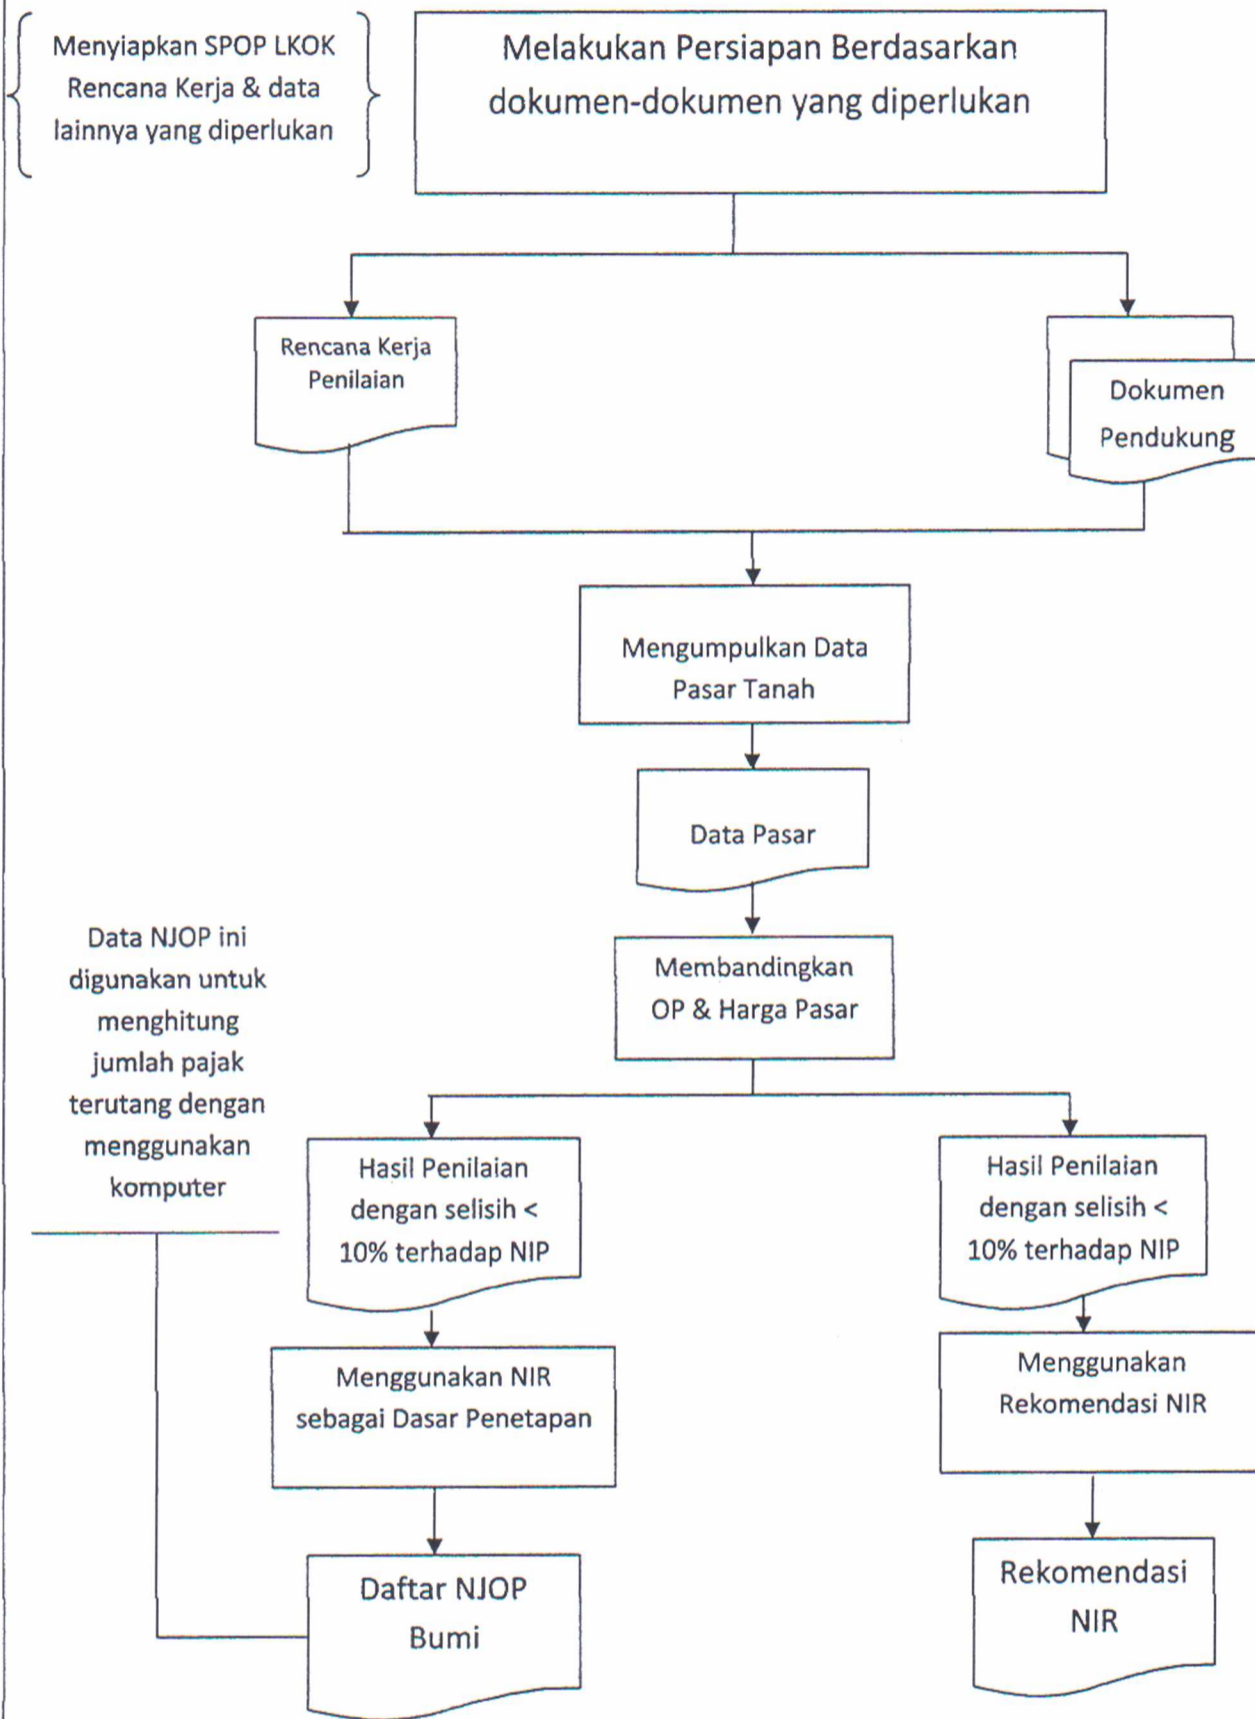 Menyiapkan SPOP LKOK
Rencana Kerja & data
lainnya yang diperlukan
Melakukan Persiapan Berdasarkan
dokumen-dokumen yang diperlukan
Rencana Kerja
Penilaian
Dokumen
Pendukung
Mengumpulkan Data
Pasar Tanah
Data Pasar
Membandingkan
OP & Harga Pasar
Data NJOP ini
digunakan untuk
menghitung
jumlah pajak
terutang dengan
menggunakan
komputer
Hasil Penilaian
dengan selisih <
10% terhadap NIP
Hasil Penilaian
dengan selisih <
10% terhadap NIP
Menggunakan NIR
sebagai Dasar Penetapan
Menggunakan
Rekomendasi NIR
Daftar NJOP
Bumi
Rekomendasi
NIR